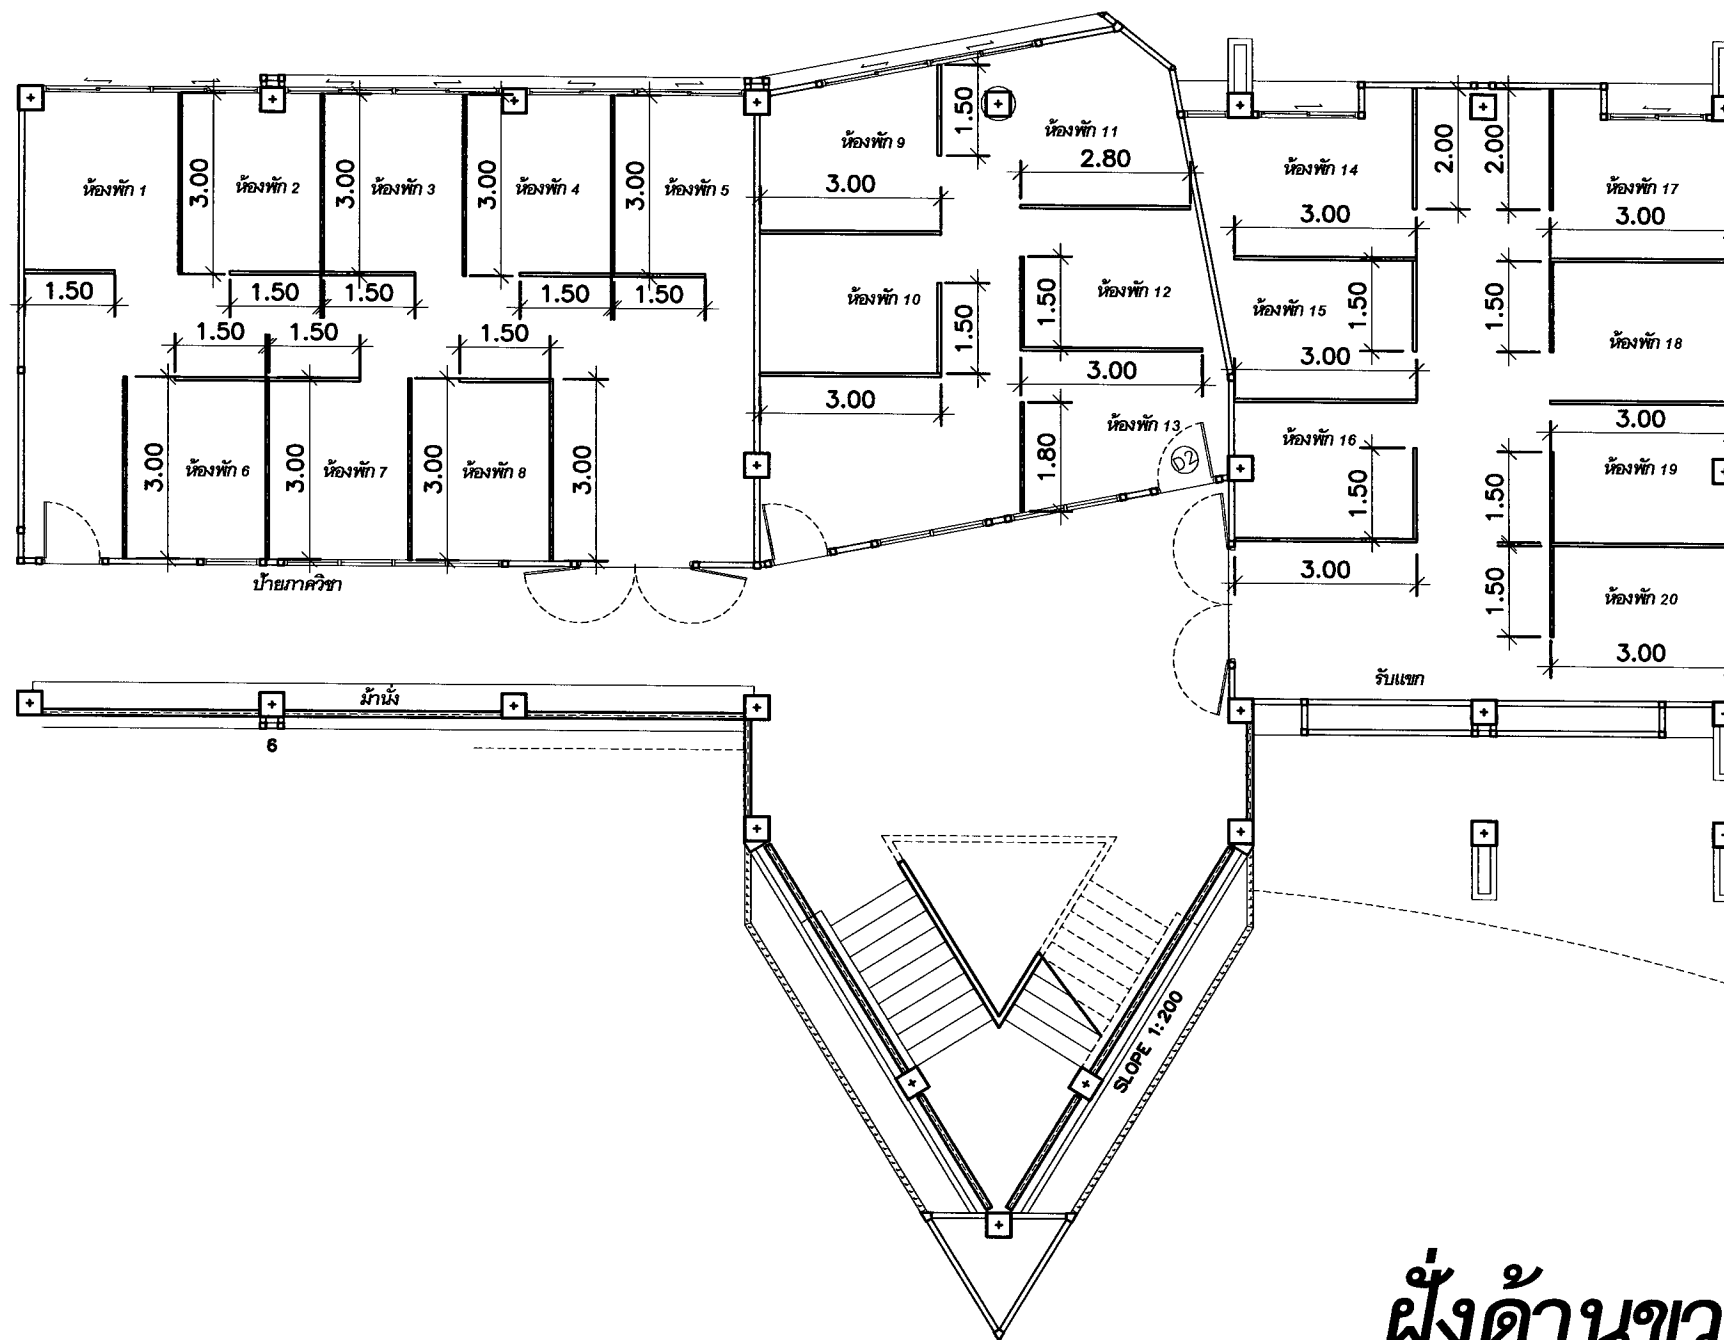 ห้องพัก 1
3.00
ห้องพัก 2
3.00
ห้องพัก 3
3.00
ห้องพัก 4
3.00
ห้องพัก 5
1.50
1.50
1.50
1.50
1.50
1.50
1.50
1.50
3.00
ห้องพัก 6
3.00
ห้องพัก 7
3.00
ห้องพัก 8
3.00
ป้ายภาควิชา
ม้านั่ง
6
ห้องพัก 9
1.50
ห้องพัก 11
2.80
3.00
ห้องพัก 10
1.50
1.50
ห้องพัก 12
3.00
3.00
1.80
ห้องพัก 13
D2
ห้องพัก 14
2.00
2.00
ห้องพัก 17
3.00
3.00
ห้องพัก 15
1.50
1.50
ห้องพัก 18
3.00
3.00
ห้องพัก 16
1.50
1.50
ห้องพัก 19
3.00
1.50
ห้องพัก 20
3.00
รับแขก
SLOPE 1:200
ฝั่งด้านขว